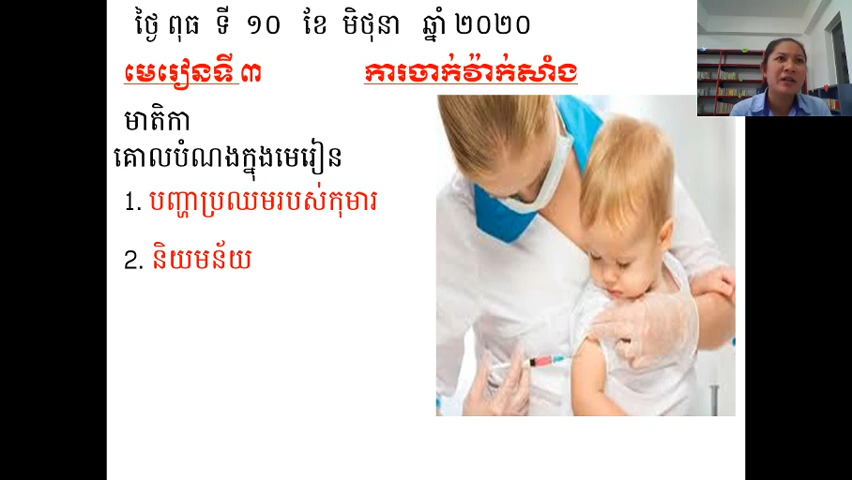 ថ្ងៃ ពុធ ទី ១០ ខែ មិថុនា ឆ្នាំ ២០២០
មេរៀនទី ៣ ការចាក់វ៉ាក់សាំង
មាតិកា
គោលបំណងក្នុងមេរៀន
1. បញ្ហាប្រឈមរបស់កុមារ
2. និយមន័យ